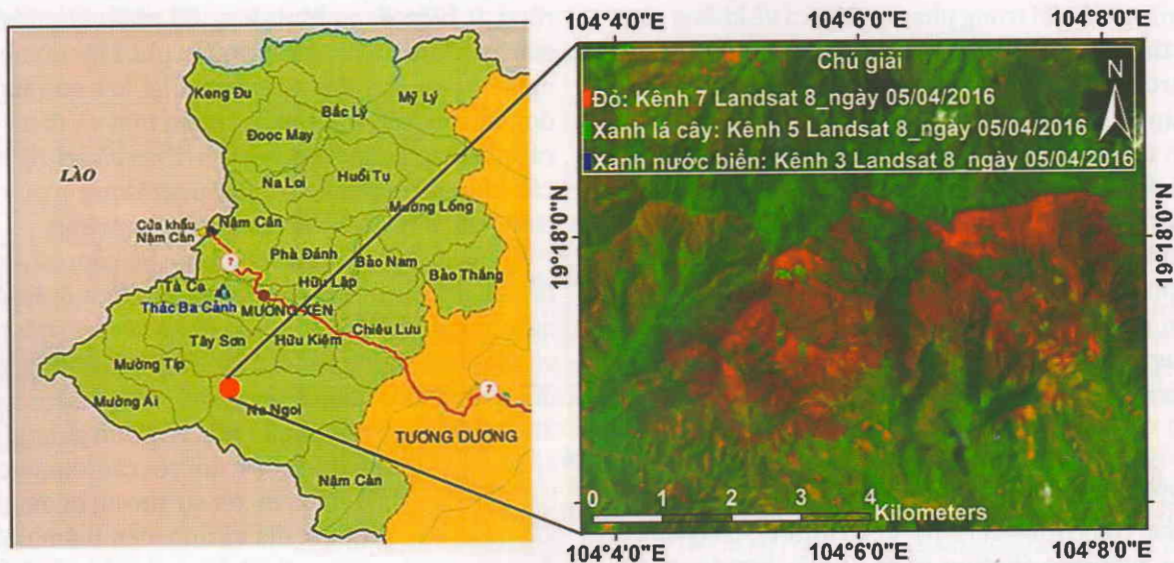 Keng Đu
Mỹ Lý
Bắc Lý
Đoọc May
LÀO
Na Loi
Huổi Tụ
Mường Lống
Cửa khẩu
Nậm Cắn
Nậm Cắn
Phà Đánh
Bảo Nam
Bảo Thắng
7
Hữu Lập
Tà Cạ
Thác Ba Cảnh
MƯỜNG XÉN
Chiêu Lưu
Tây Sơn
Hữu Kiệm
Mường Típ
7
Mường Ải
Na Ngoi
TƯƠNG DƯƠNG
Nậm Càn
104°4'0"E
104°6'0"E
104°8'0"E
Chú giải
N
Đỏ: Kênh 7 Landsat 8_ngày 05/04/2016
Xanh lá cây: Kênh 5 Landsat 8_ngày 05/04/2016
Xanh nước biển: Kênh 3 Landsat 8_ngày 05/04/2016
19°18'0"N
19°18'0"N
0 1 2 3 4
Kilometers
104°4'0"E
104°6'0"E
104°8'0"E